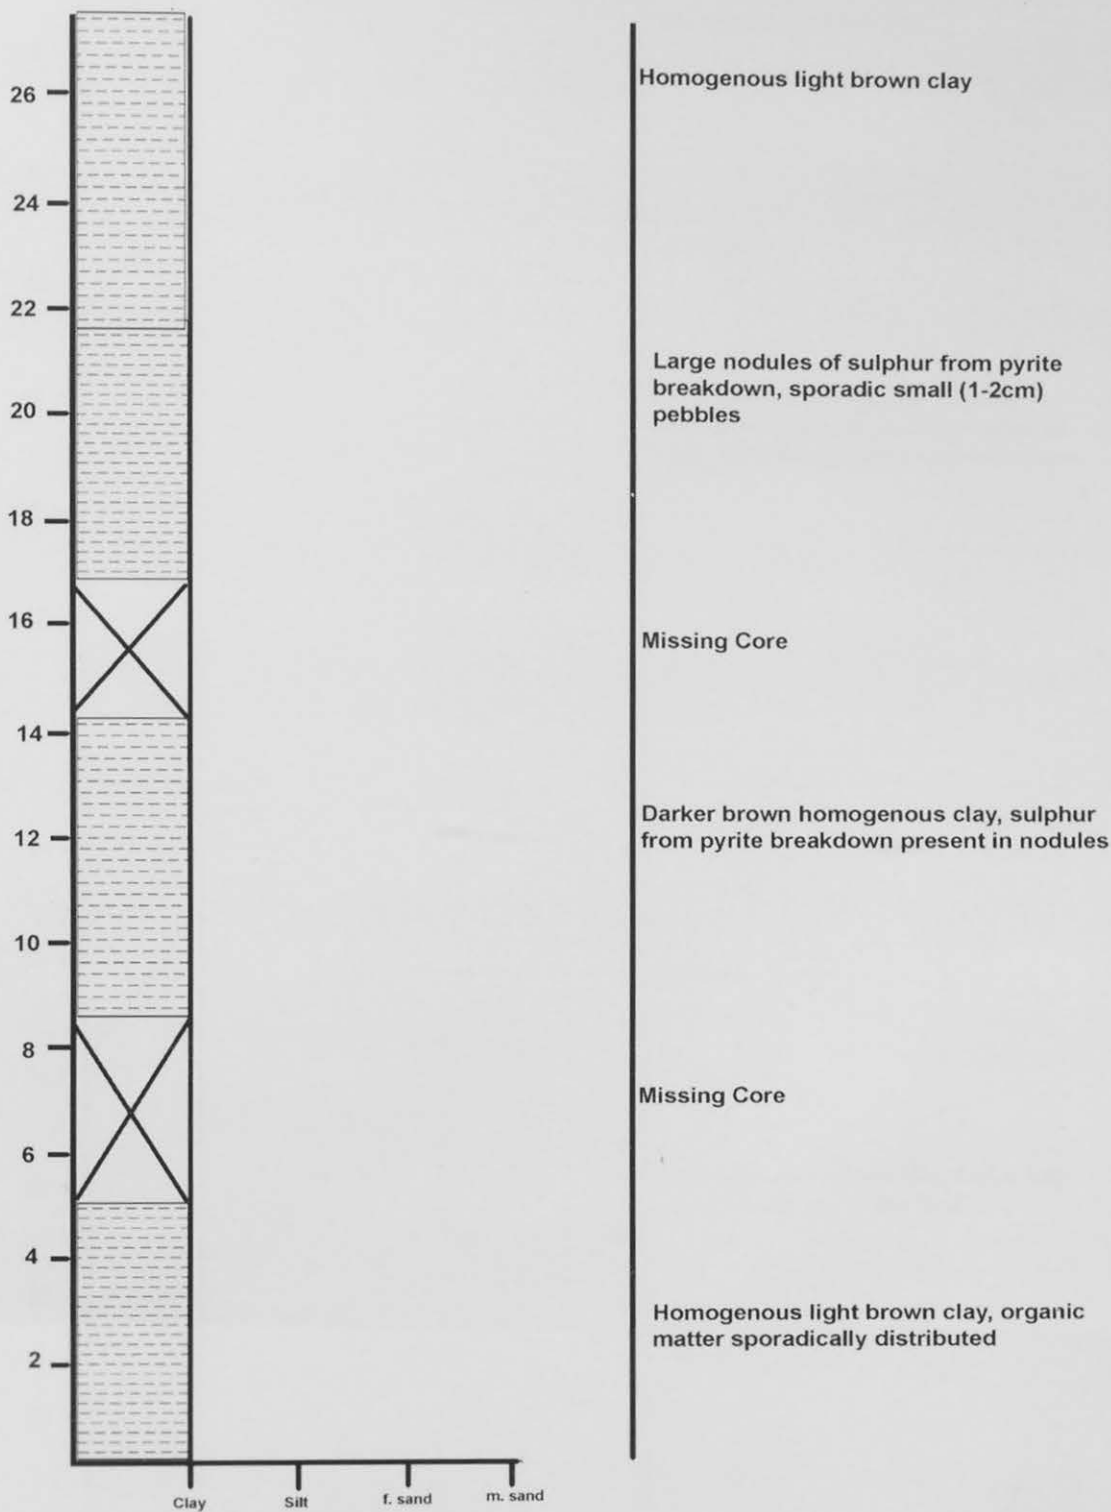 26
24
22
20
18
16
14
12
10
8
6
4
2
Homogenous light brown clay
Large nodules of sulphur from pyrite
breakdown, sporadic small (1-2cm)
pebbles
Missing Core
Darker brown homogenous clay, sulphur
from pyrite breakdown present in nodules
Missing Core
Homogenous light brown clay, organic
matter sporadically distributed
Clay
Silt
f. sand
m. sand